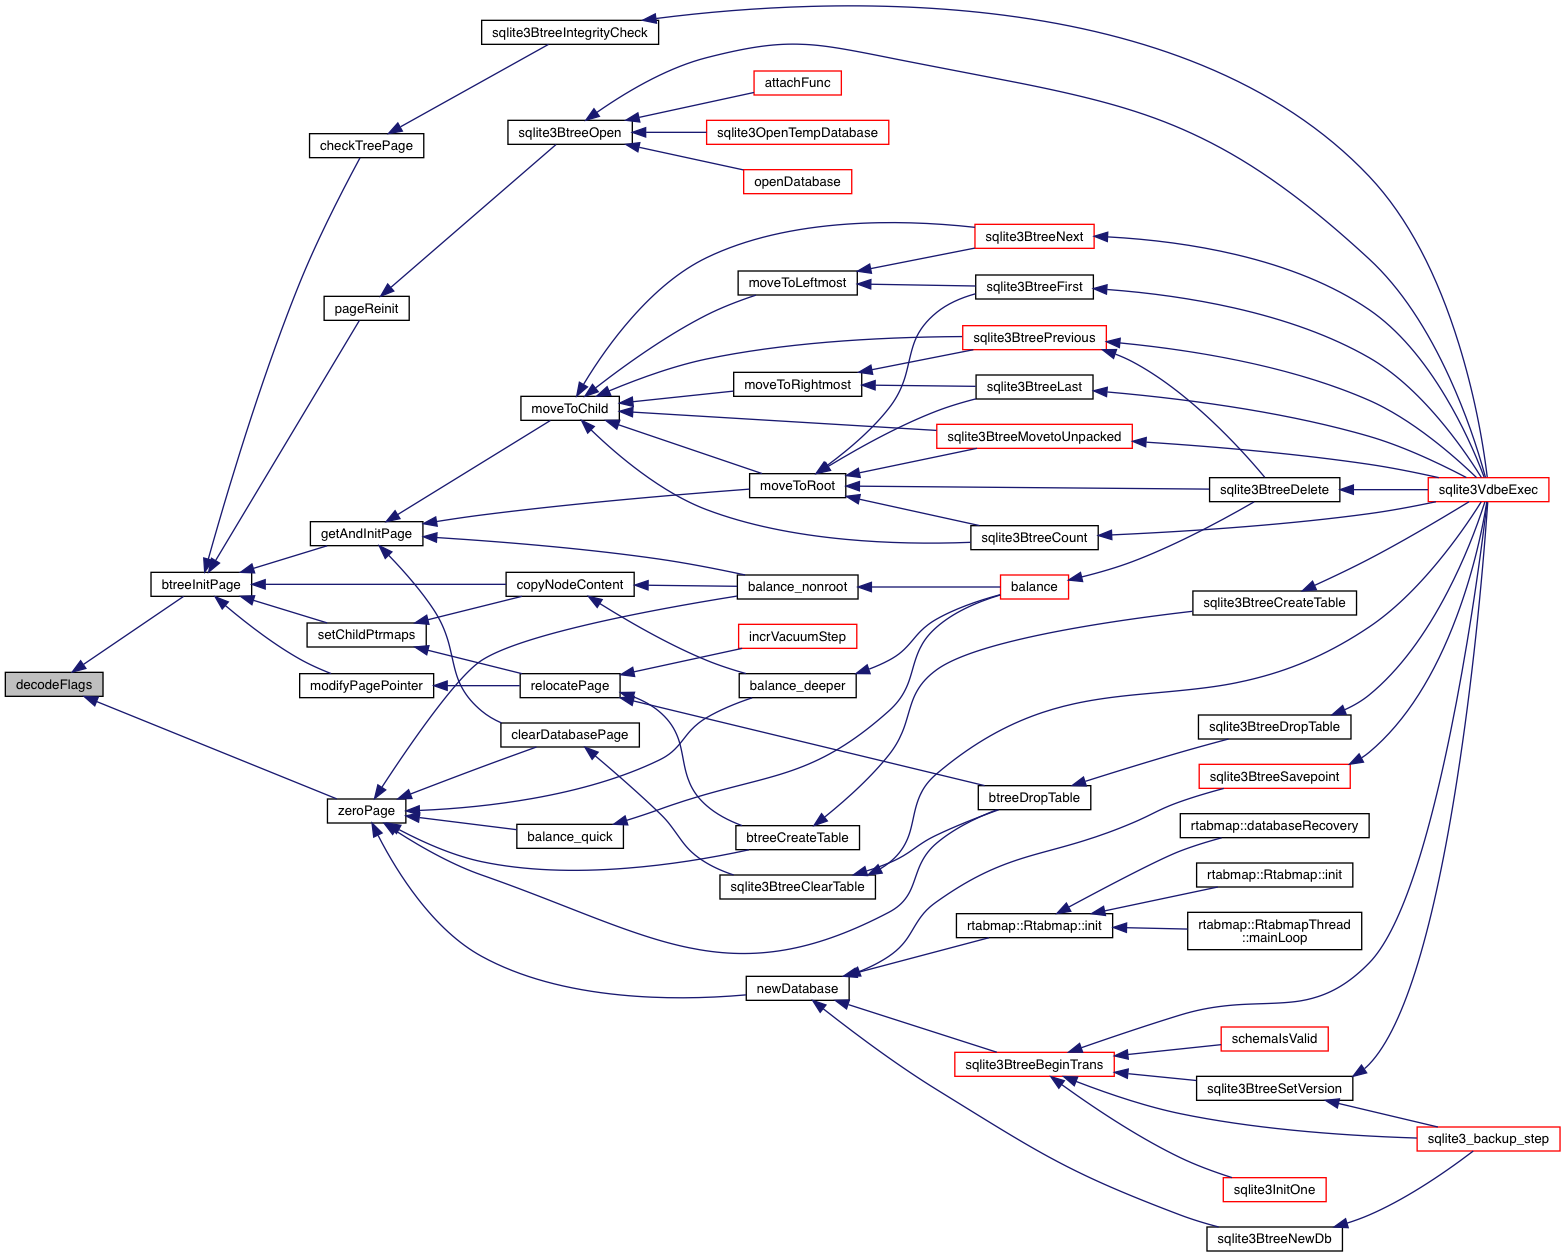 sqlite3BtreeIntegrityCheck
attachFunc
sqlite3BtreeOpen
sqlite3OpenTempDatabase
checkTreePage
openDatabase
sqlite3BtreeNext
moveToLeftmost
sqlite3BtreeFirst
pageReinit
sqlite3BtreePrevious
moveToRightmost
sqlite3BtreeLast
moveToChild
sqlite3BtreeMovetoUnpacked
moveToRoot
sqlite3BtreeDelete
sqlite3VdbeExec
getAndInitPage
sqlite3BtreeCount
btreeInitPage
copyNodeContent
balance_nonroot
balance
sqlite3BtreeCreateTable
setChildPtrmaps
incrVacuumStep
decodeFlags
modifyPagePointer
relocatePage
balance_deeper
clearDatabasePage
sqlite3BtreeDropTable
sqlite3BtreeSavepoint
btreeDropTable
zeroPage
rtabmap::databaseRecovery
balance_quick
btreeCreateTable
rtabmap::Rtabmap::init
sqlite3BtreeClearTable
rtabmap::Rtabmap::init
rtabmap::RtabmapThread
::mainLoop
newDatabase
schemaIsValid
sqlite3BtreeBeginTrans
sqlite3BtreeSetVersion
sqlite3_backup_step
sqlite3InitOne
sqlite3BtreeNewDb